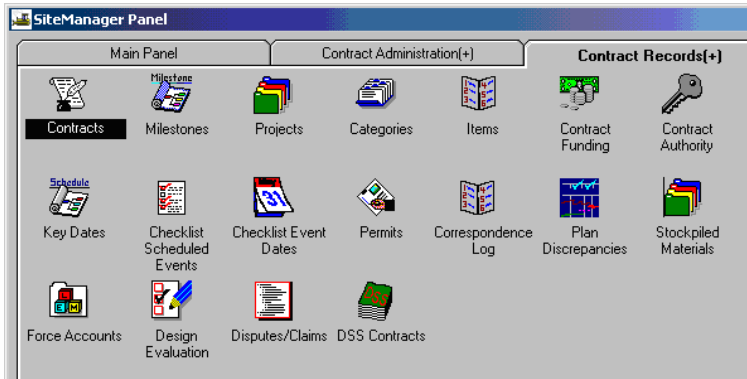 SiteManager Panel
Main Panel
Contract Administration(+)
Contract Records(+)
Milestone
Contracts
Milestones
Projects
Categories
Items
Contract
Funding
Contract
Authority
Schedule
May
31
Key Dates
Checklist
Scheduled
Events
Checklist Event
Dates
Permits
Correspondence
Log
Plan
Discrepancies
Stockpiled
Materials
L
E M
DSS
Force Accounts
Design
Evaluation
Disputes/Claims
DSS Contracts